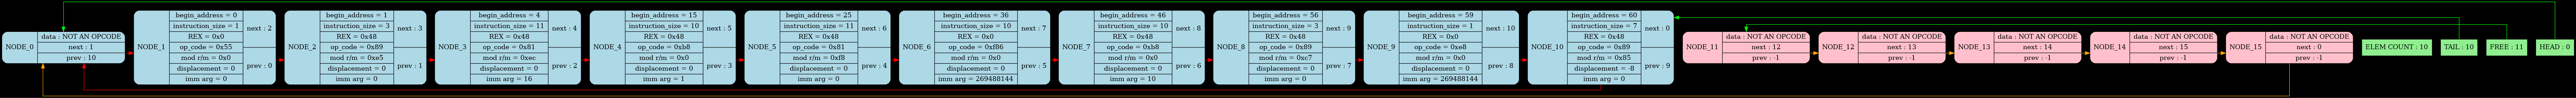 NODE_0
data : NOT AN OPCODE
next : 1
prev : 10
NODE_1
begin_address = 0
instruction_size = 1
REX = 0x0
op_code = 0x55
mod r/m = 0x0
displacement = 0
imm arg = 0
next : 2
prev : 0
NODE_2
begin_address = 1
instruction_size = 3
REX = 0x48
op_code = 0x89
mod r/m = 0xe5
displacement = 0
imm arg = 0
next : 3
prev : 1
NODE_3
begin_address = 4
instruction_size = 11
REX = 0x48
op_code = 0x81
mod r/m = 0xec
displacement = 0
imm arg = 16
next : 4
prev : 2
NODE_4
begin_address = 15
instruction_size = 10
REX = 0x48
op_code = 0xb8
mod r/m = 0x0
displacement = 0
imm arg = 1
next : 5
prev : 3
NODE_5
begin_address = 25
instruction_size = 11
REX = 0x48
op_code = 0x81
mod r/m = 0xf8
displacement = 0
imm arg = 0
next : 6
prev : 4
NODE_6
begin_address = 36
instruction_size = 10
REX = 0x0
op_code = 0xf86
mod r/m = 0x0
displacement = 0
imm arg = 269488144
next : 7
prev : 5
NODE_7
begin_address = 46
instruction_size = 10
REX = 0x48
op_code = 0xb8
mod r/m = 0x0
displacement = 0
imm arg = 10
next : 8
prev : 6
NODE_8
begin_address = 56
instruction_size = 3
REX = 0x48
op_code = 0x89
mod r/m = 0xc7
displacement = 0
imm arg = 0
next : 9
prev : 7
NODE_9
begin_address = 59
instruction_size = 1
REX = 0x0
op_code = 0xe8
mod r/m = 0x0
displacement = 0
imm arg = 269488144
next : 10
prev : 8
NODE_10
begin_address = 60
instruction_size = 7
REX = 0x48
op_code = 0x89
mod r/m = 0x85
displacement = -8
imm arg = 0
next : 0
prev : 9
NODE_11
data : NOT AN OPCODE
next : 12
prev : -1
NODE_12
data : NOT AN OPCODE
next : 13
prev : -1
NODE_13
data : NOT AN OPCODE
next : 14
prev : -1
NODE_14
data : NOT AN OPCODE
next : 15
prev : -1
NODE_15
data : NOT AN OPCODE
next : 0
prev : -1
ELEM COUNT : 10
TAIL : 10
FREE : 11
HEAD : 0